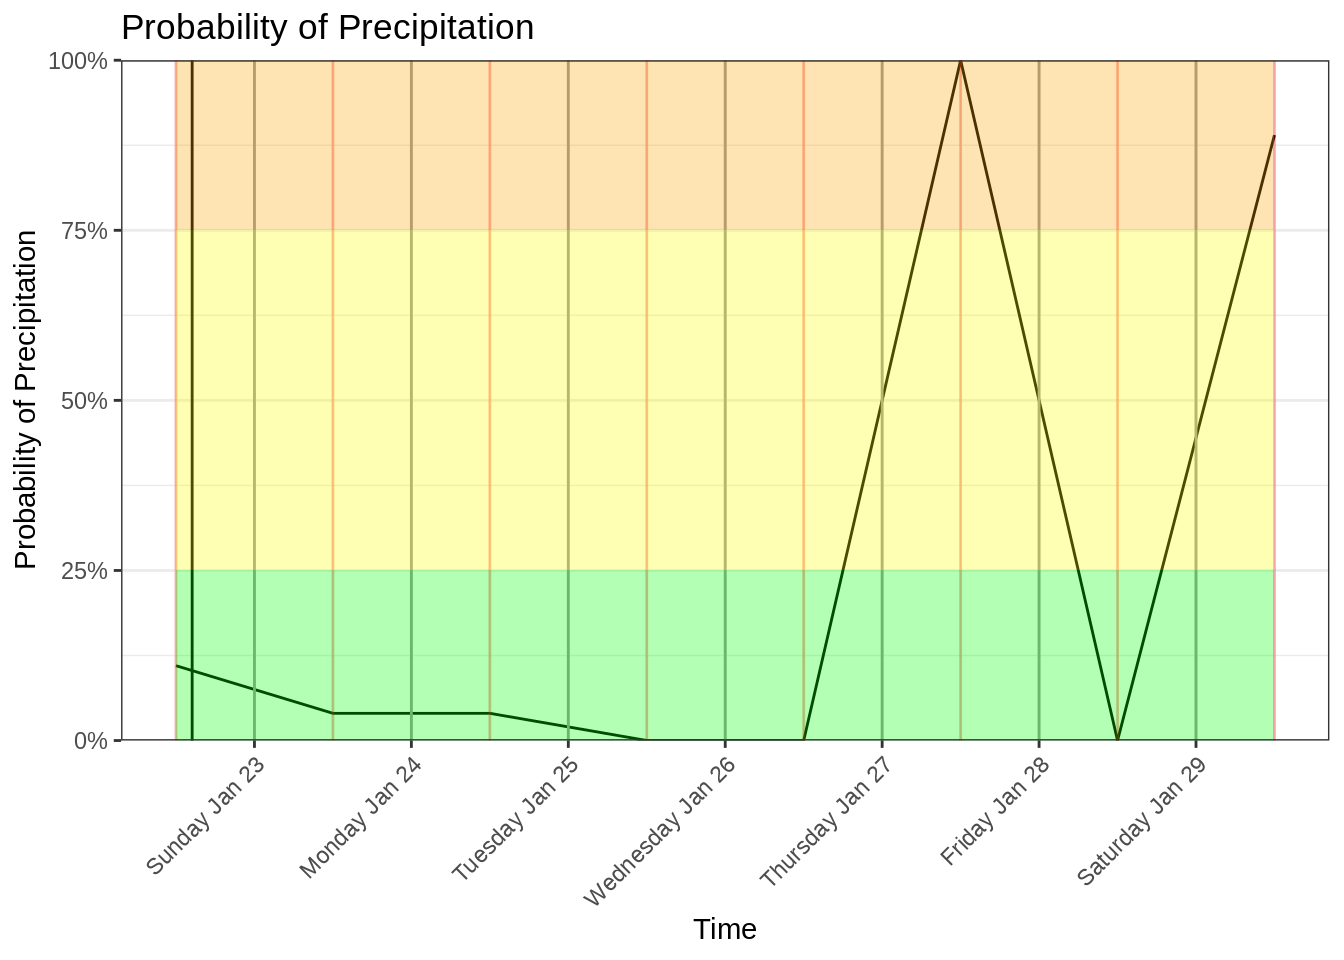 Probability of Precipitation
100%
75%
50%
25%
0%
Probability of Precipitation
Sunday Jan 23
Monday Jan 24
Tuesday Jan 25
Wednesday Jan 26
Thursday Jan 27
Friday Jan 28
Saturday Jan 29
Time